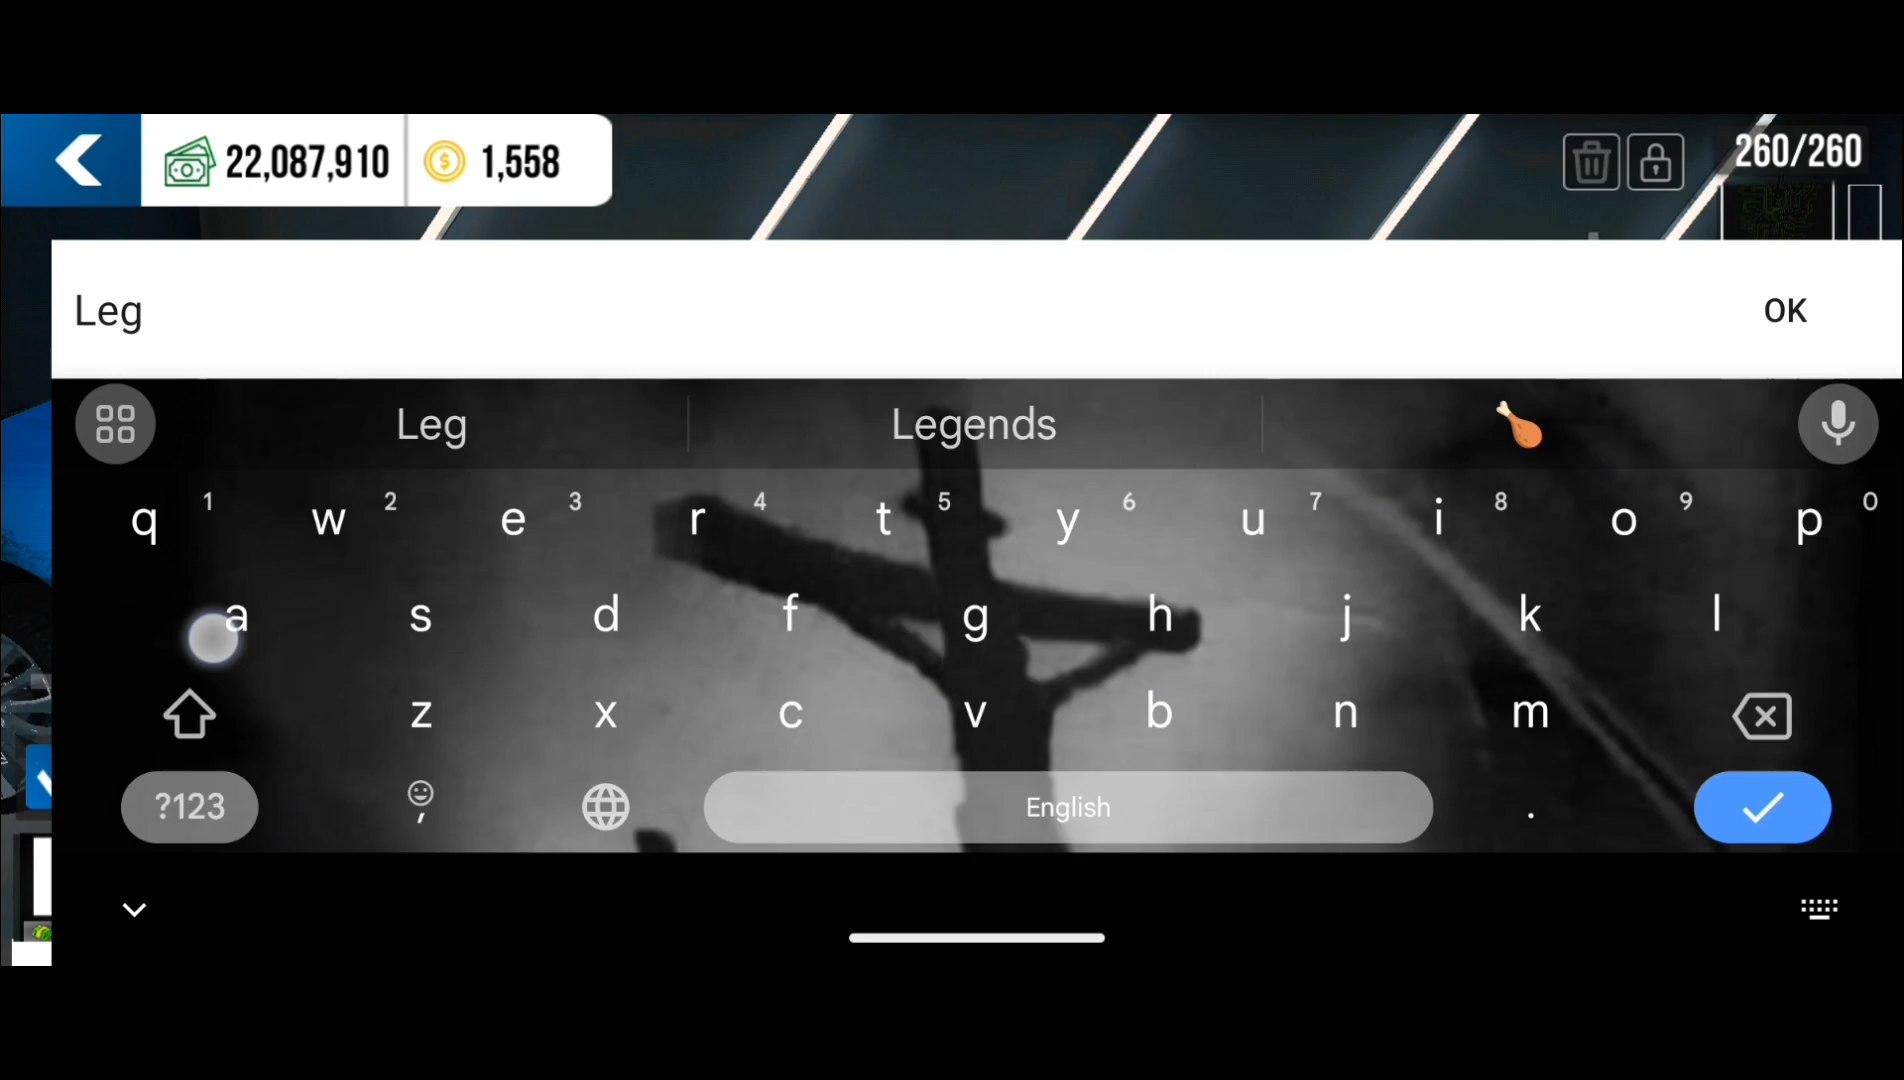 22,087,910 1,558 260/260
Leg OK
Leg Legends
q 1 w 2 e 3 r 4 t 5 y 6 u 7 i 8 o 9 p 0
a s d f g h j k l
z x c v b n m
?123 , English .